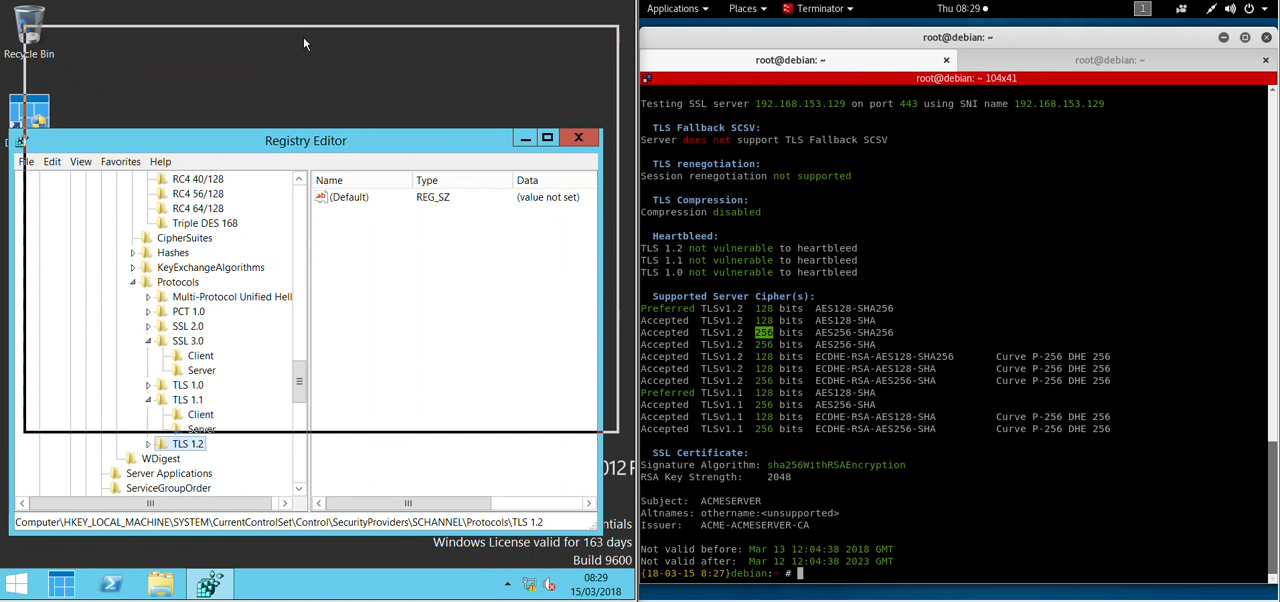 Recycle Bin
Registry Editor
File Edit View Favorites Help
RC4 40/128
RC4 56/128
RC4 64/128
Triple DES 168
CipherSuites
Hashes
KeyExchangeAlgorithms
Protocols
Multi-Protocol Unified Hell
PCT 1.0
SSL 2.0
SSL 3.0
Client
Server
TLS 1.0
TLS 1.1
Client
Server
TLS 1.2
WDigest
Server Applications
ServiceGroupOrder
Name Type Data
ab (Default) REG_SZ (value not set)
Computer\HKEY_LOCAL_MACHINE\SYSTEM\CurrentControlSet\Control\SecurityProviders\SCHANNEL\Protocols\TLS 1.2
012 R
entials
Windows License valid for 163 days
Build 9600
08:29
15/03/2018
Applications Places Terminator Thu 08:29 1
root@debian: ~
root@debian: ~ root@debian: ~
root@debian: ~ 104x41
Testing SSL server 192.168.153.129 on port 443 using SNI name 192.168.153.129
TLS Fallback SCSV:
Server does not support TLS Fallback SCSV
TLS renegotiation:
Session renegotiation not supported
TLS Compression:
Compression disabled
Heartbleed:
TLS 1.2 not vulnerable to heartbleed
TLS 1.1 not vulnerable to heartbleed
TLS 1.0 not vulnerable to heartbleed
Supported Server Cipher(s):
Preferred TLSv1.2 128 bits AES128-SHA256
Accepted TLSv1.2 128 bits AES128-SHA
Accepted TLSv1.2 256 bits AES256-SHA256
Accepted TLSv1.2 256 bits AES256-SHA
Accepted TLSv1.2 128 bits ECDHE-RSA-AES128-SHA256 Curve P-256 DHE 256
Accepted TLSv1.2 128 bits ECDHE-RSA-AES128-SHA Curve P-256 DHE 256
Accepted TLSv1.2 256 bits ECDHE-RSA-AES256-SHA Curve P-256 DHE 256
Preferred TLSv1.1 128 bits AES128-SHA
Accepted TLSv1.1 256 bits AES256-SHA
Accepted TLSv1.1 128 bits ECDHE-RSA-AES128-SHA Curve P-256 DHE 256
Accepted TLSv1.1 256 bits ECDHE-RSA-AES256-SHA Curve P-256 DHE 256
SSL Certificate:
Signature Algorithm: sha256WithRSAEncryption
RSA Key Strength: 2048
Subject: ACMESERVER
Altnames: othername:<unsupported>
Issuer: ACME-ACMESERVER-CA
Not valid before: Mar 13 12:04:38 2018 GMT
Not valid after: Mar 12 12:04:38 2023 GMT
{18-03-15 8:27}debian:~ #